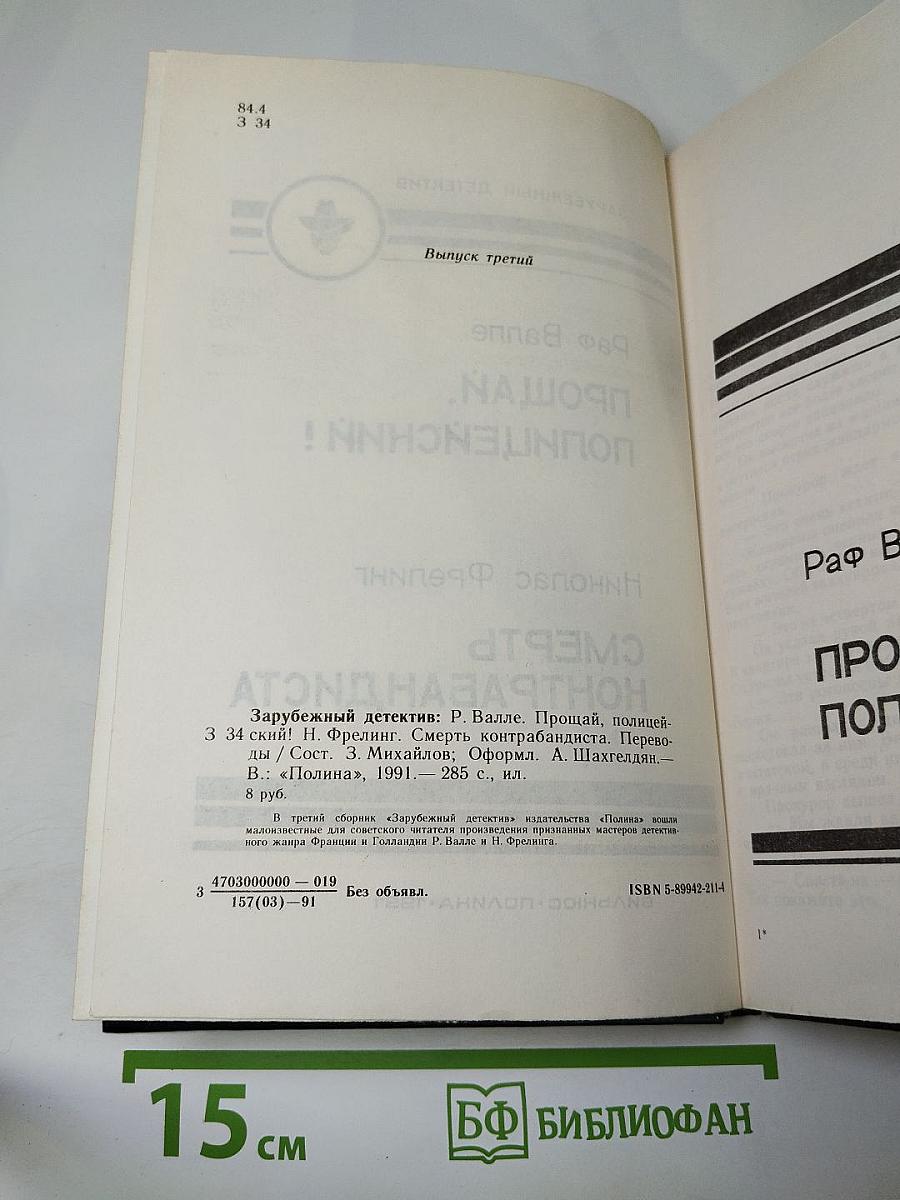 84.4
З 34
Выпуск третий
Зарубежный детектив: Р. Валле. Прощай, полицей-
З 34 ский! Н. Фрелинг. Смерть контрабандиста. Перево-
ды / Сост. З. Михайлов; Оформл. А. Шахгелдян.—
В.: «Полина», 1991.— 285 с., ил.
8 руб.
В третий сборник «Зарубежный детектив» издательства «Полина» вошли
малоизвестные для советского читателя произведения признанных мастеров детектив-
ного жанра Франции и Голландии Р. Валле и Н. Фрелинга.
З 4703000000 — 019
157(03)—91 Без объявл.
ISBN 5-89942-211-4
Раф В
ПРО
ПОЛ
1*
15 см
БФ БИБЛИОФАН